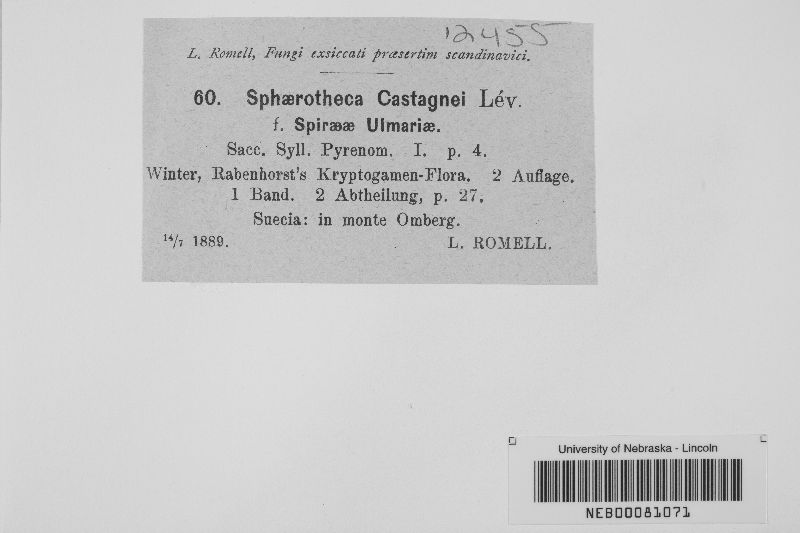 12455
L. Romell, Fungi exsiccati præsertim scandinavici.
60. Sphærotheca Castagnei Lév.
f. Spirææ Ulmariæ.
Sacc. Syll. Pyrenom. I. p. 4.
Winter, Rabenhorst's Kryptogamen-Flora. 2 Auflage.
1 Band. 2 Abtheilung, p. 27.
Suecia: in monte Omberg.
14/7 1889. L. ROMELL.
University of Nebraska - Lincoln
NEB00081071